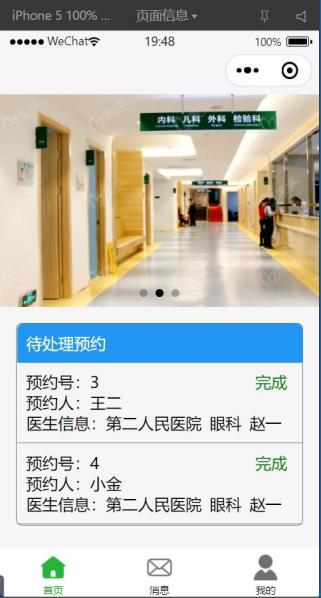 iPhone 5 100% ... 页面信息
WeChat 19:48 100%
内科 儿科 外科 检验科
待处理预约
预约号：3 完成
预约人：王二
医生信息：第二人民医院 眼科 赵一
预约号：4 完成
预约人：小金
医生信息：第二人民医院 眼科 赵一
首页 消息 我的